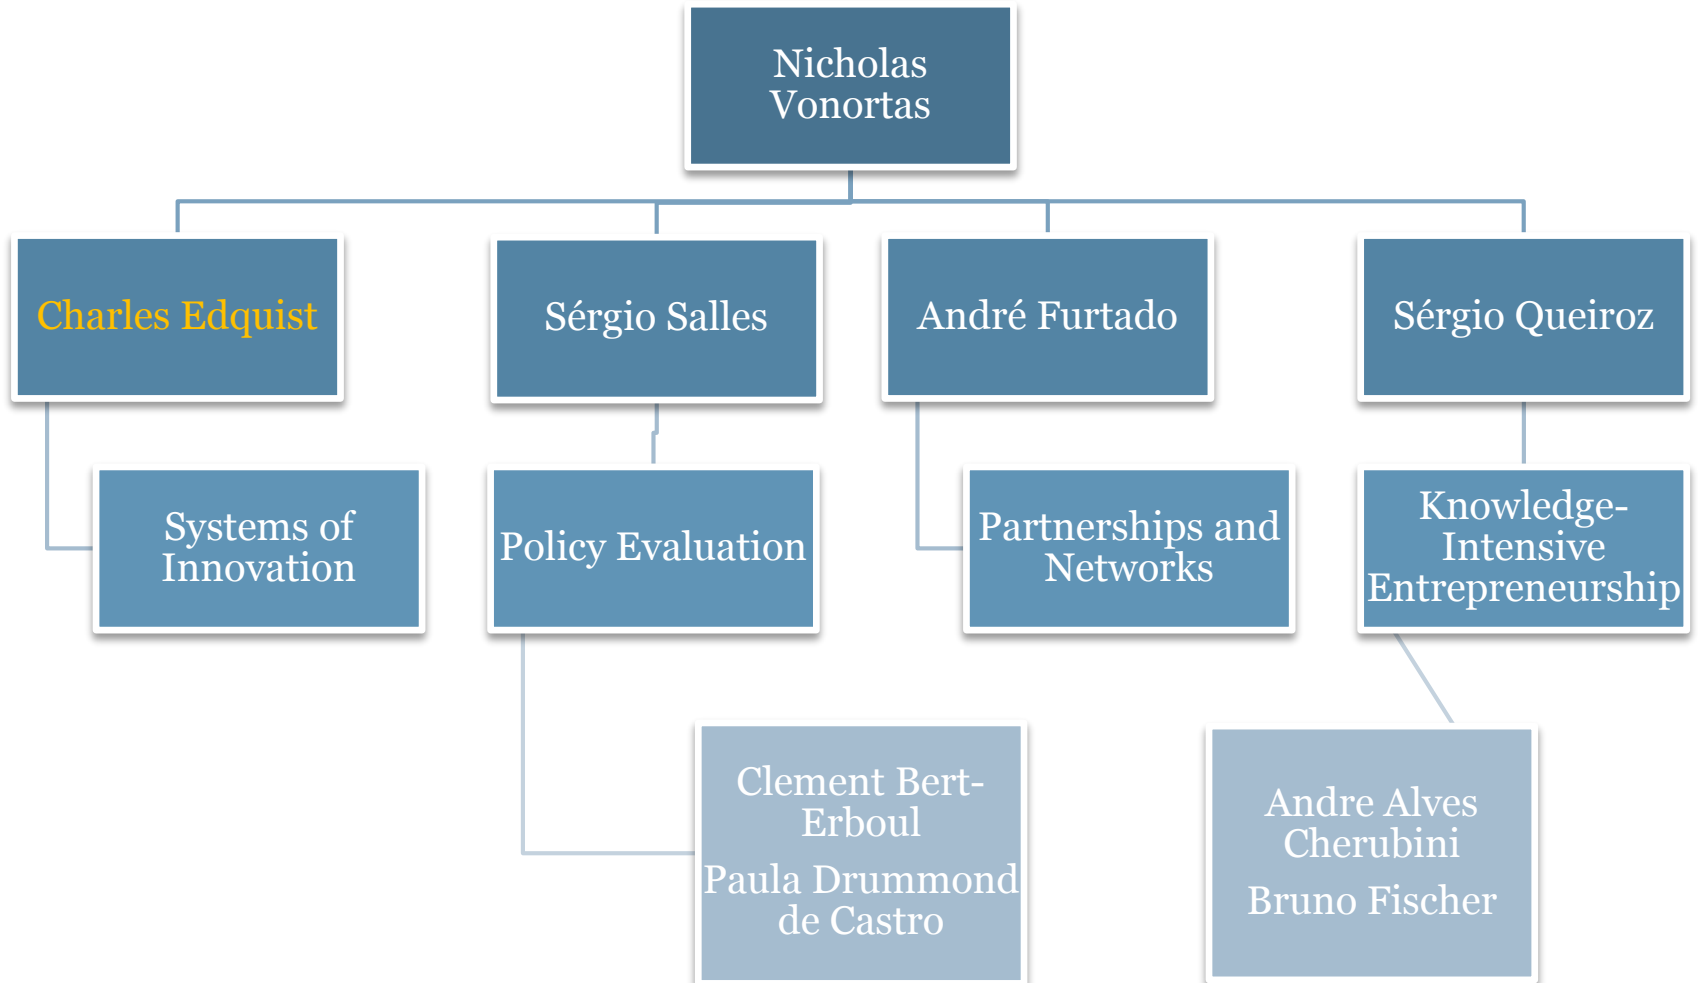 Nicholas
Vonortas
Charles Edquist
Sérgio Salles
André Furtado
Sérgio Queiroz
Systems of
Innovation
Policy Evaluation
Partnerships and
Networks
Knowledge-
Intensive
Entrepreneurship
Clement Bert-
Erboul
Paula Drummond
de Castro
Andre Alves
Cherubini
Bruno Fischer